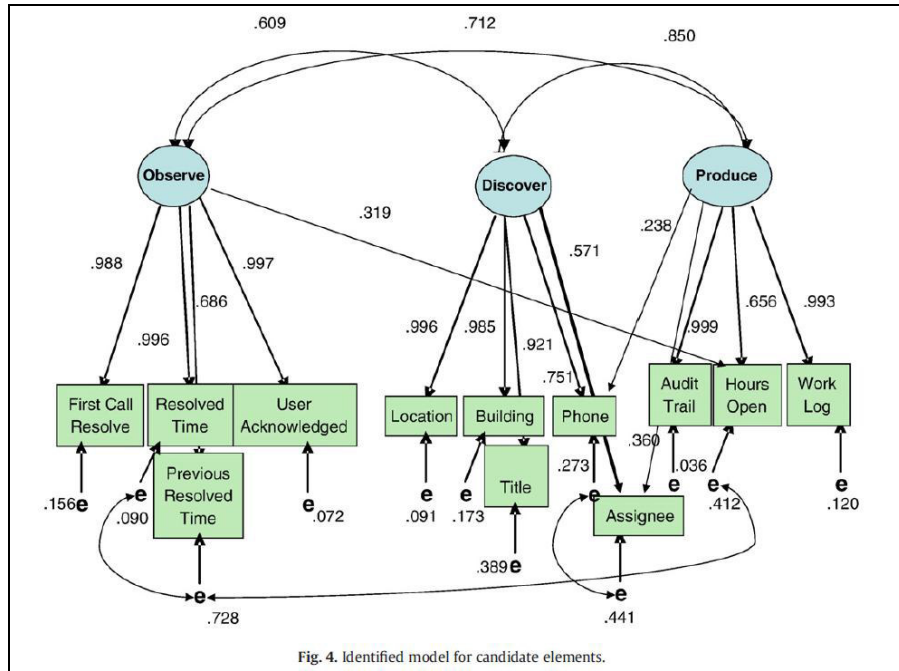 .609
.712
.850
Observe
Discover
Produce
.319
.238
.571
.988
.997
.686
.996
.996
.985
.921
.751
.999
.656
.993
First Call
Resolve
Resolved
Time
User
Acknowledged
Location
Building
Phone
Audit
Trail
Hours
Open
Work
Log
Previous
Resolved
Time
Title
Assignee
.360
.273
.036
.156e
e
.090
e
.072
e
.091
e
.173
.389e
e
e
e
.412
e
.120
e
.728
e
.441
Fig. 4. Identified model for candidate elements.